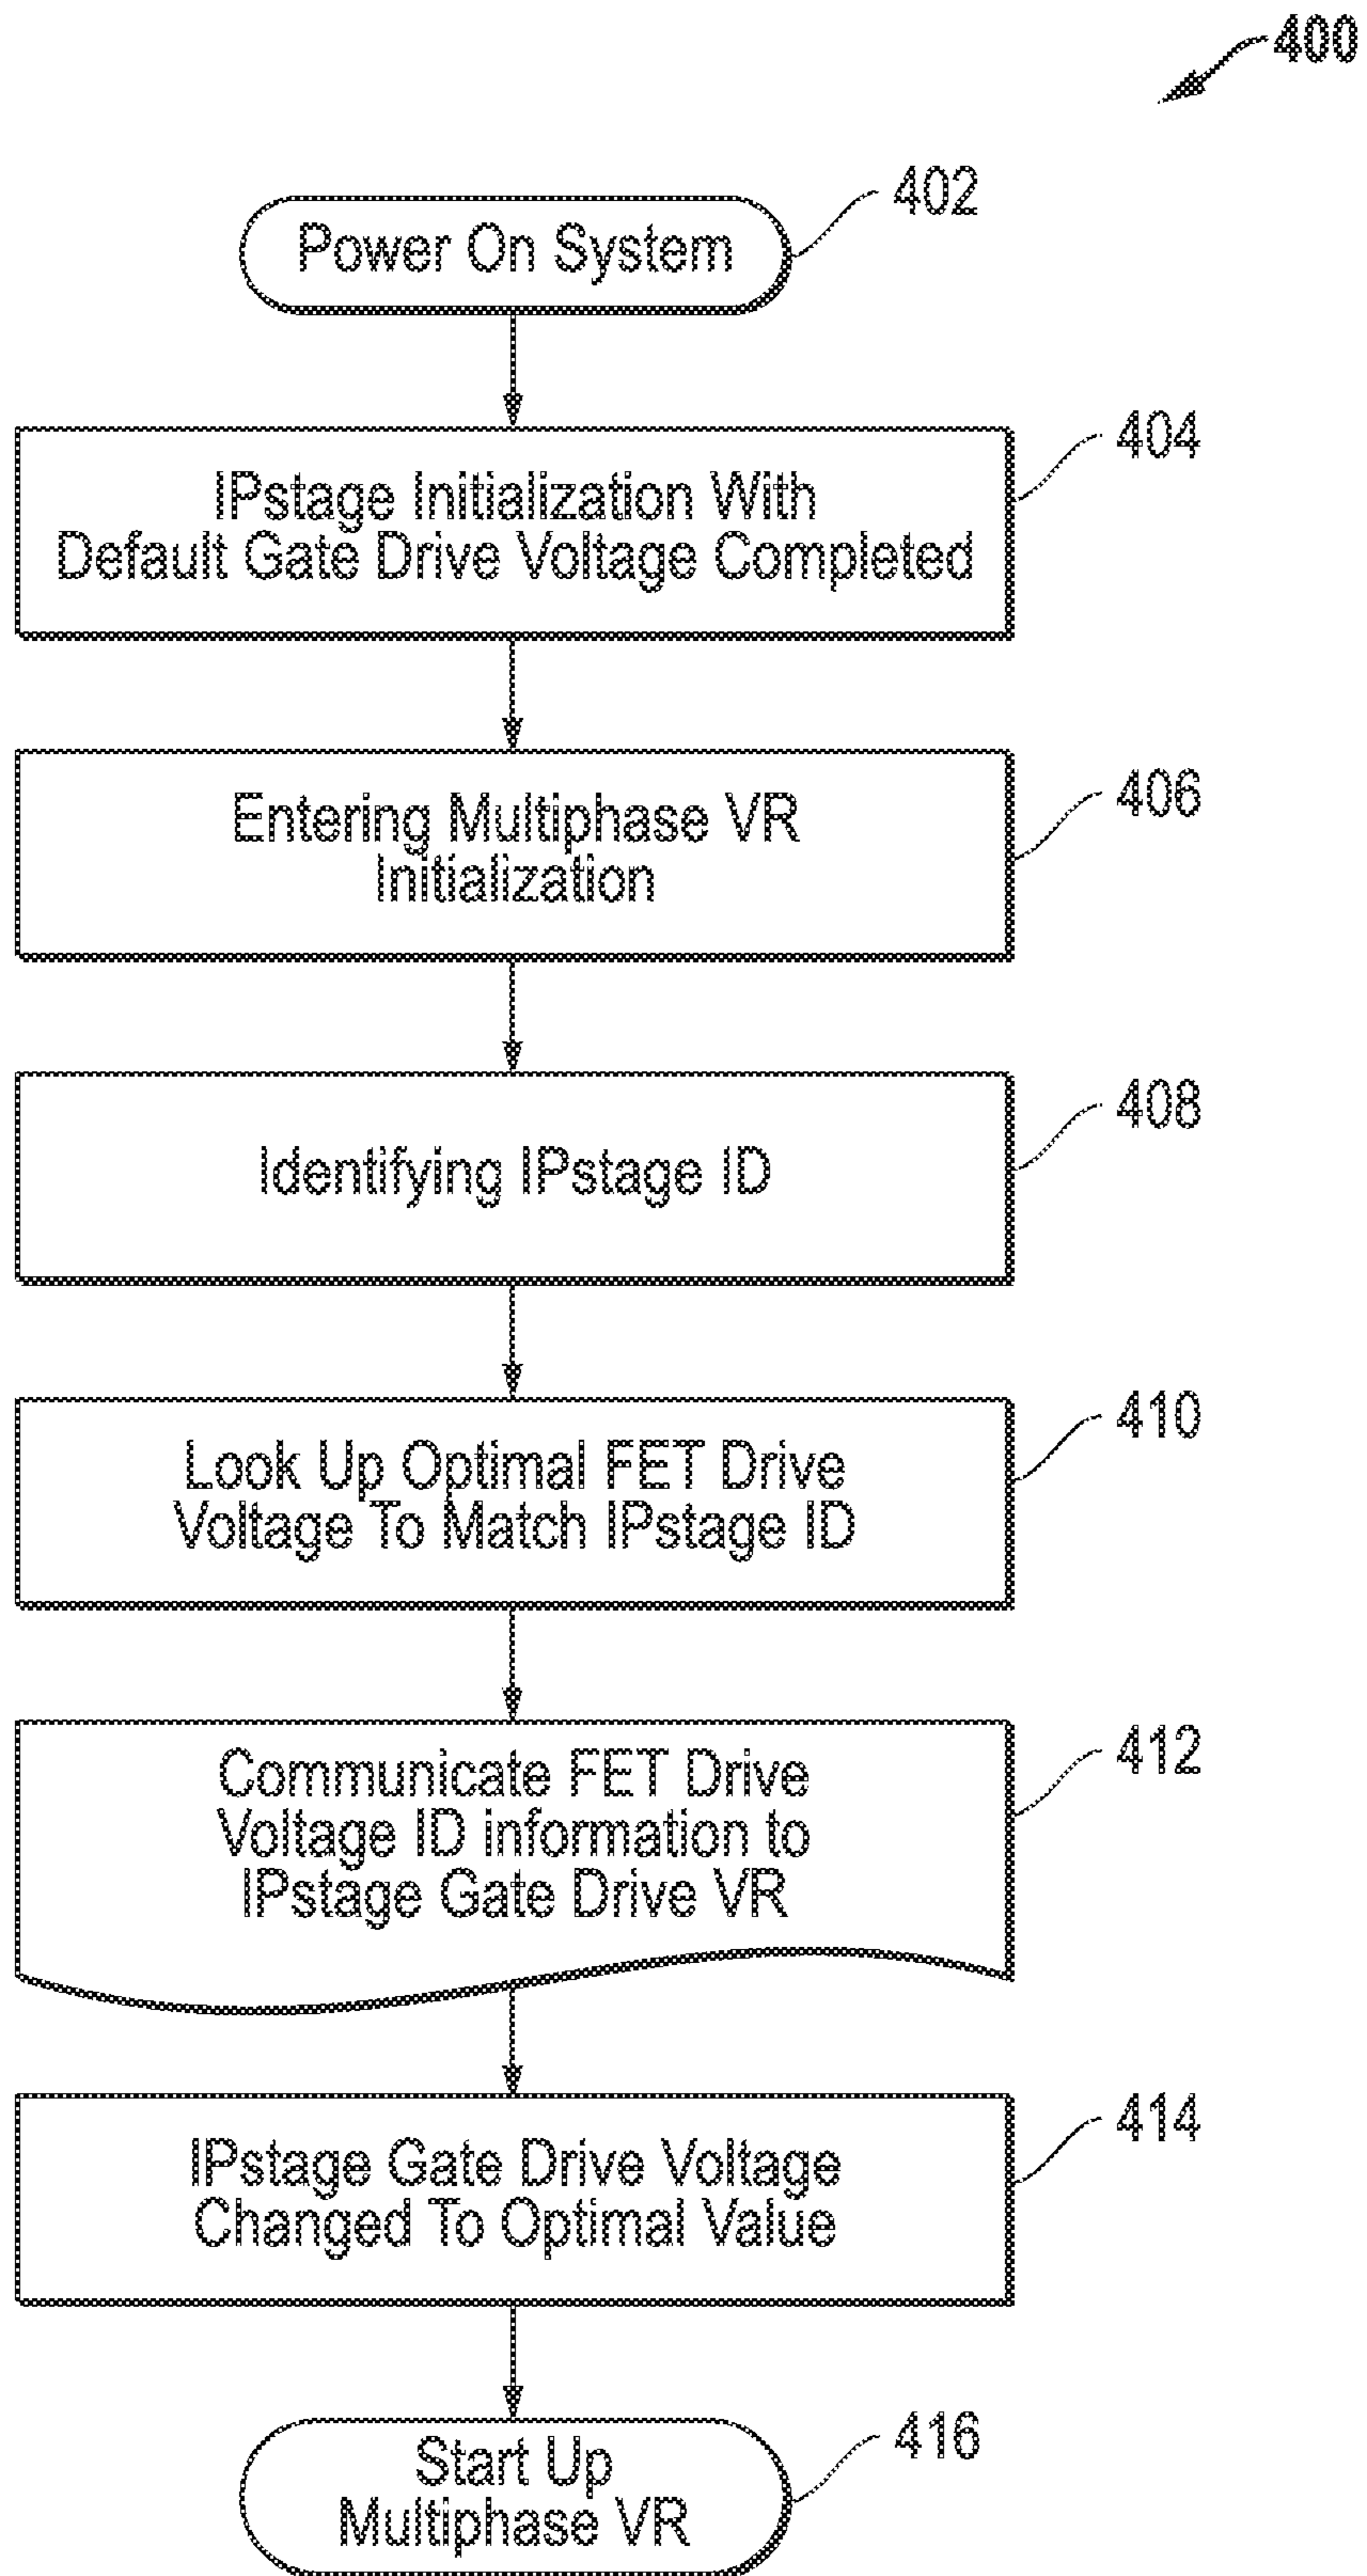 400
Power On System
402
IPstage Initialization With
Default Gate Drive Voltage Completed
404
Entering Multiphase VR
Initialization
406
Identifying IPstage ID
408
Look Up Optimal FET Drive
Voltage To Match IPstage ID
410
Communicate FET Drive
Voltage ID information to
IPstage Gate Drive VR
412
IPstage Gate Drive Voltage
Changed To Optimal Value
414
Start Up
Multiphase VR
416